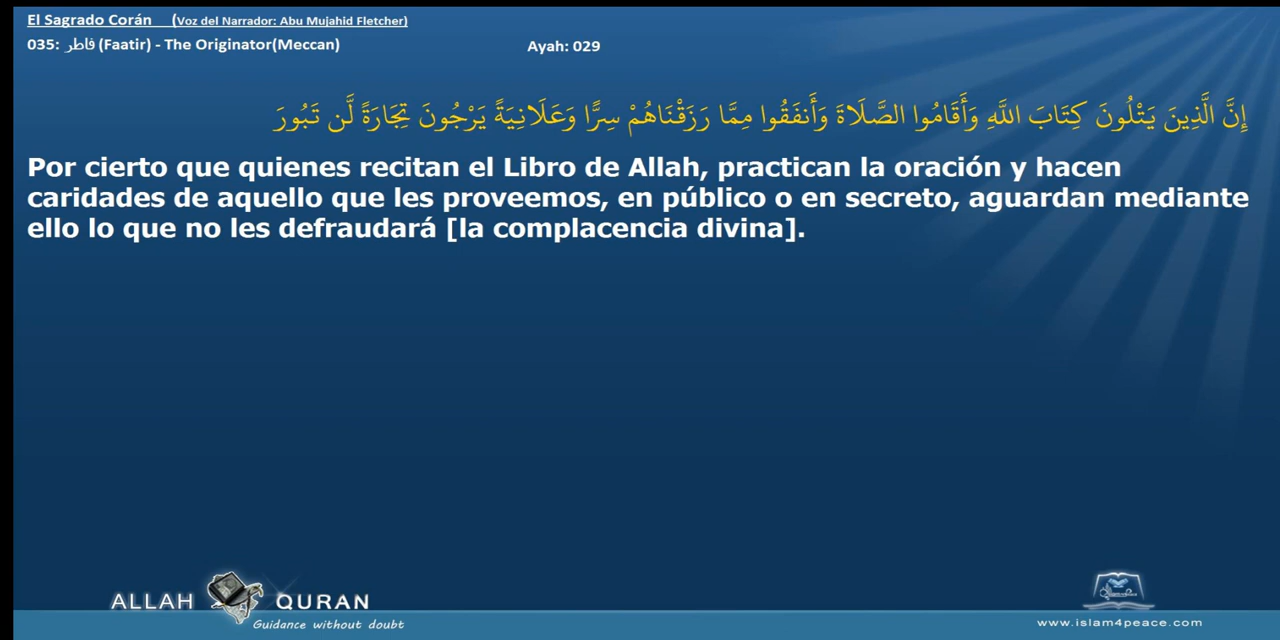 El Sagrado Corán (Voz del Narrador: Abu Mujahid Fletcher)
035: فاطر (Faatir) - The Originator(Meccan) Ayah: 029
إِنَّ الَّذِينَ يَتْلُونَ كِتَابَ اللَّهِ وَأَقَامُوا الصَّلَاةَ وَأَنفَقُوا مِمَّا رَزَقْنَاهُمْ سِرًّا وَعَلَانِيَةً يَرْجُونَ تِجَارَةً لَّن تَبُورَ
Por cierto que quienes recitan el Libro de Allah, practican la oración y hacen
caridades de aquello que les proveemos, en público o en secreto, aguardan mediante
ello lo que no les defraudará [la complacencia divina].
ALLAH QURAN
Guidance without doubt
www.islam4peace.com